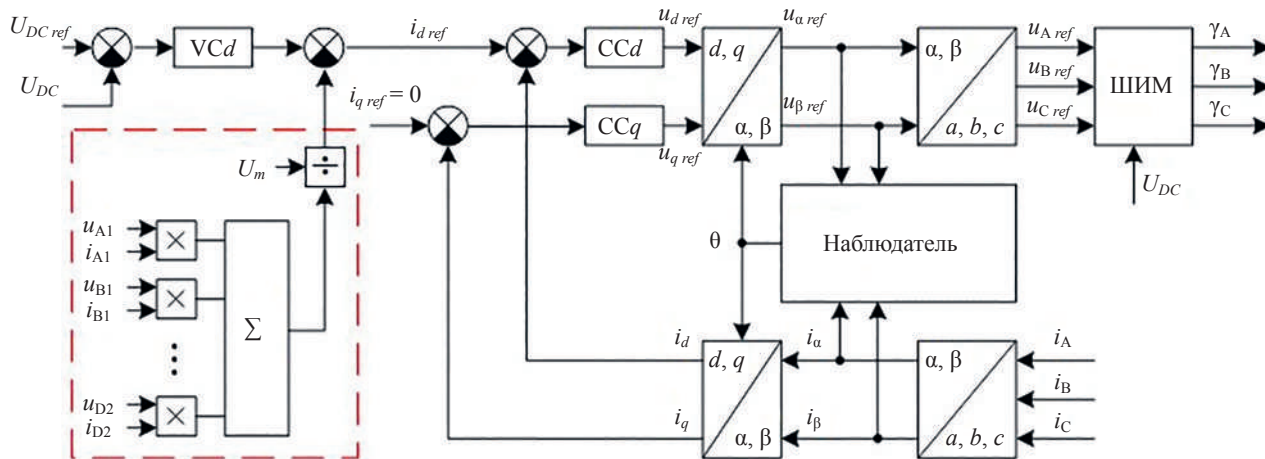 U_DC ref
U_DC
VCd
i_d ref
i_q ref = 0
CCd
CCq
u_d ref
u_q ref
d, q
α, β
u_α ref
u_β ref
α, β
a, b, c
u_A ref
u_B ref
u_C ref
ШИМ
γ_A
γ_B
γ_C
U_DC
U_m
÷
u_A1
i_A1
×
u_B1
i_B1
×
u_D2
i_D2
×
Σ
θ
Наблюдатель
i_d
i_q
d, q
α, β
i_α
i_β
α, β
a, b, c
i_A
i_B
i_C